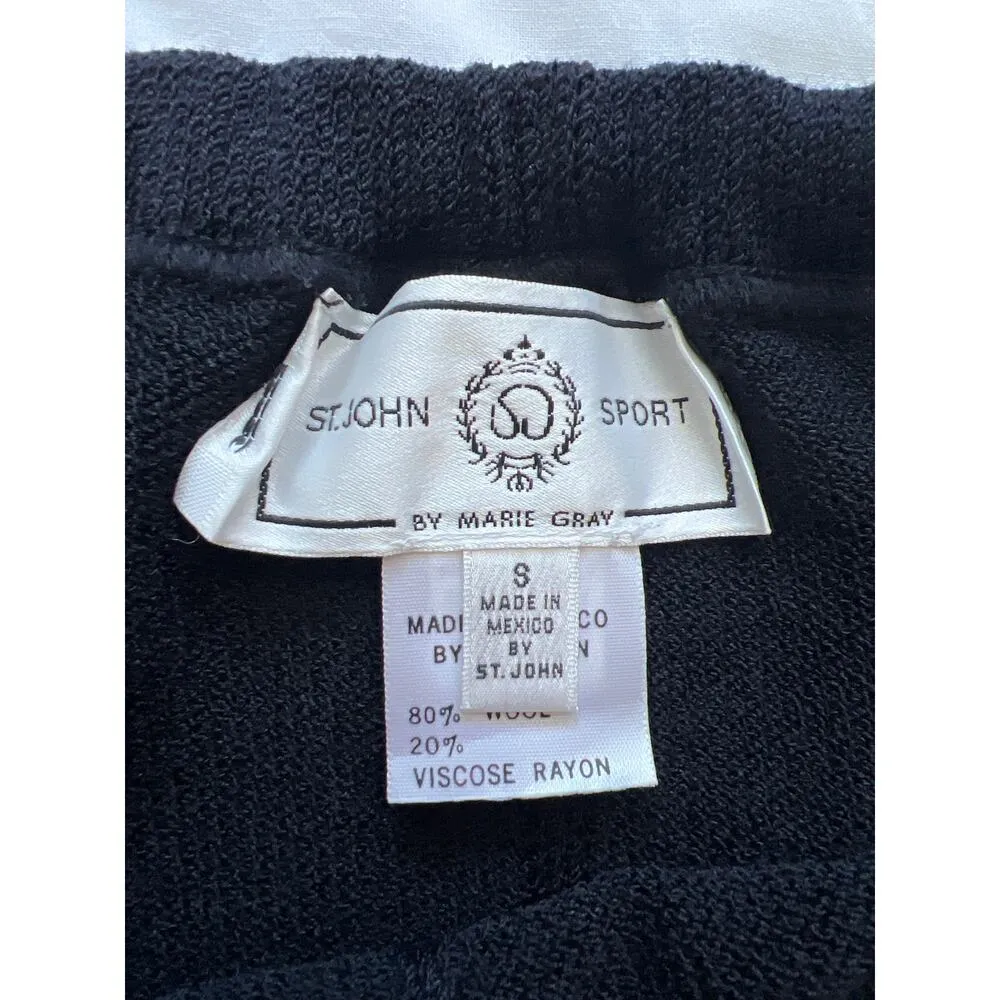 ST. JOHN SPORT
BY MARIE GRAY
S
MADE IN
MEXICO
BY
ST. JOHN
MADE CO
BY N
80% WOOL
20%
VISCOSE RAYON